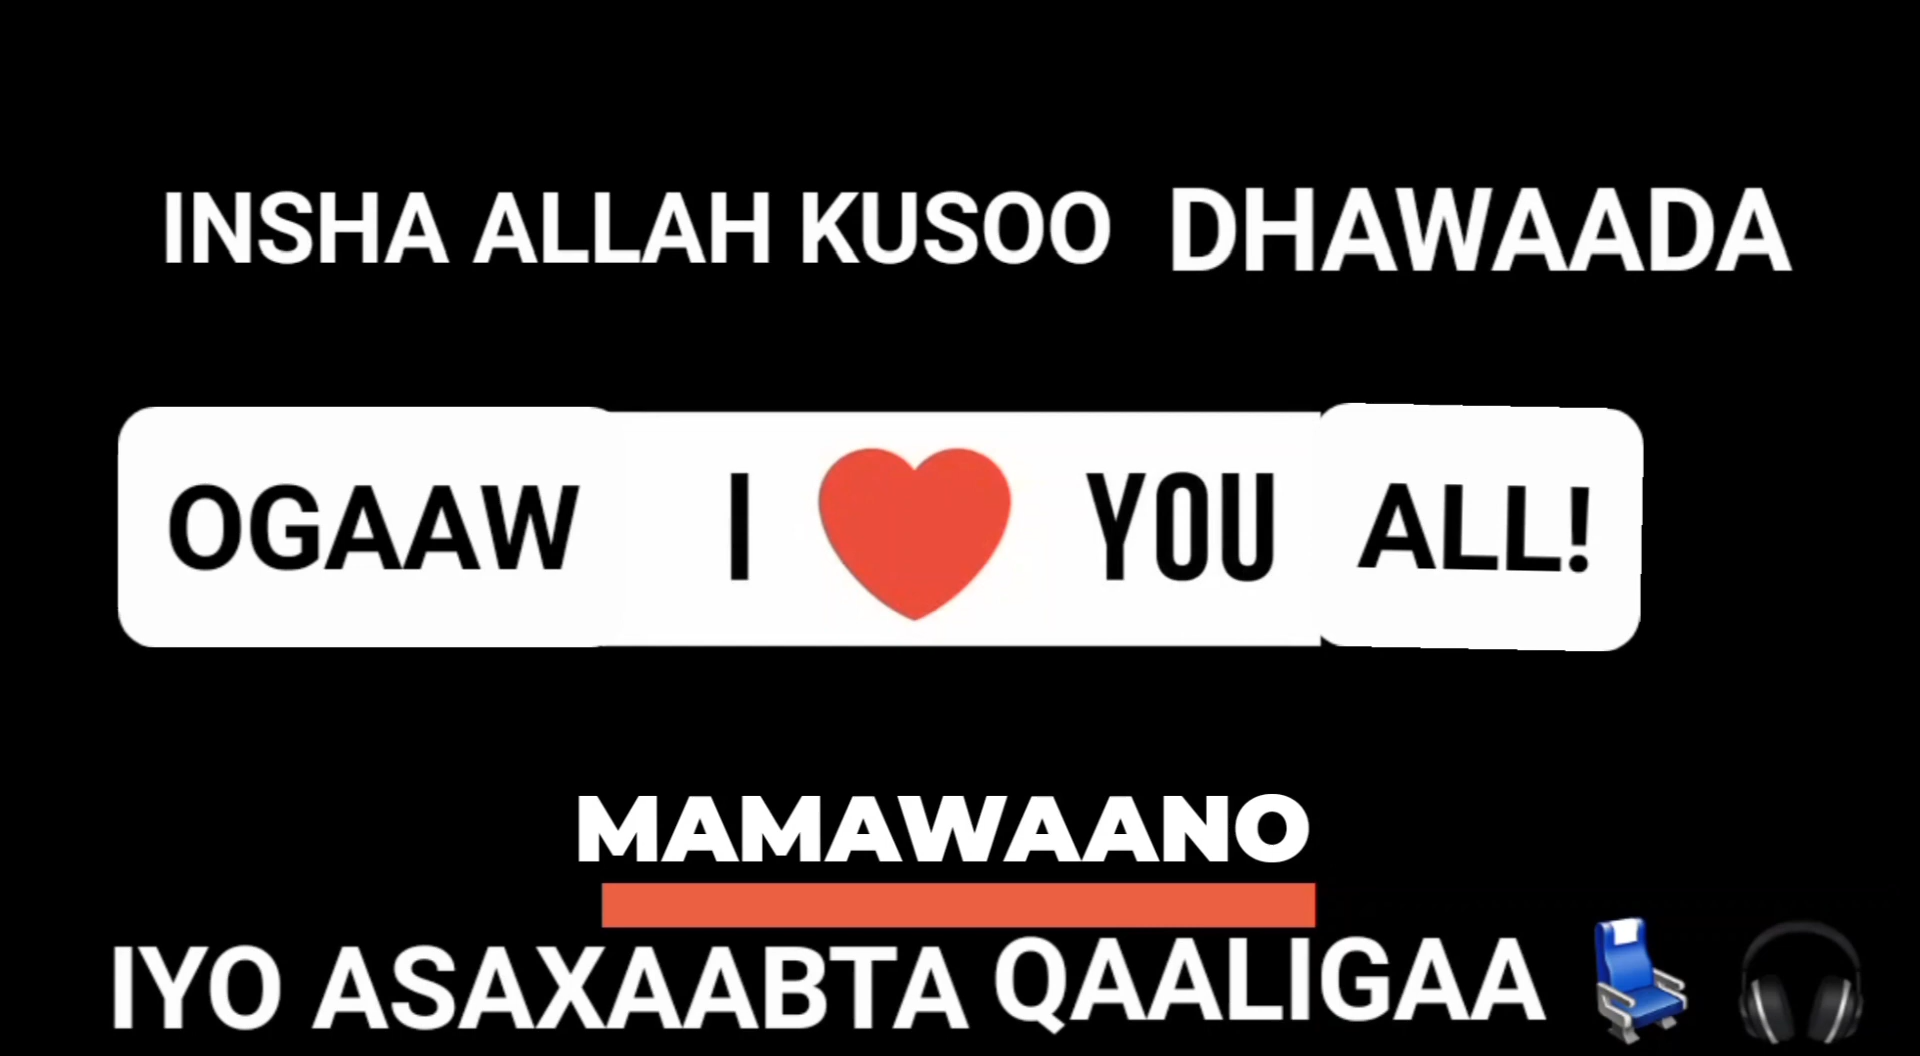 INSHA ALLAH KUSOO DHAWAADA
OGAAW I ❤ YOU ALL!
MAMAWAANO
IYO ASAXAABTA QAALIGAA 💺 🎧